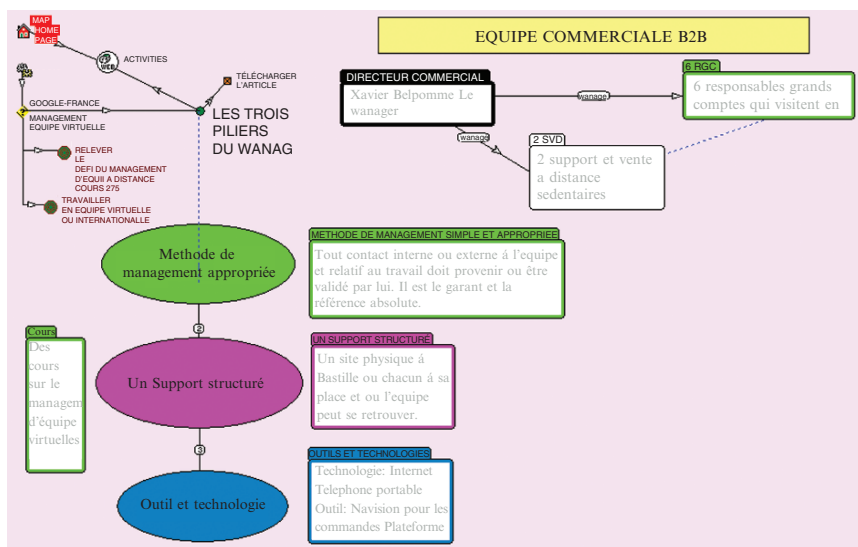 MAP
HOME
PAGE
WEB
ACTIVITIES
TÉLÉCHARGER
L'ARTICLE
GOOGLE-FRANCE
MANAGEMENT
EQUIPE VIRTUELLE
LES TROIS
PILIERS
DU WANAG
RELEVER
LE
DEFI DU MANAGEMENT
D'EQUII A DISTANCE
COURS 275
TRAVAILLER
EN EQUIPE VIRTUELLE
OU INTERNATIONALLE
EQUIPE COMMERCIALE B2B
DIRECTEUR COMMERCIAL
Xavier Belpomme Le
wanager
wanage
6 RGC
6 responsables grands
comptes qui visitent en
wanage
2 SVD
2 support et vente
a distance
sedentaires
Methode de
management appropriée
METHODE DE MANAGEMENT SIMPLE ET APPROPRIEE
Tout contact interne ou externe á l'equipe
et relatif au travail doit provenir ou être
validé par lui. Il est le garant et la
référence absolute.
2
Cours
Des
cours
sur le
managem
d'équipe
virtuelles
Un Support structuré
UN SUPPORT STRUCTURÉ
Un site physique á
Bastille ou chacun á sa
place et ou l'equipe
peut se retrouver.
3
Outil et technologie
OUTILS ET TECHNOLOGIES
Technologie: Internet
Telephone portable
Outil: Navision pour les
commandes Plateforme